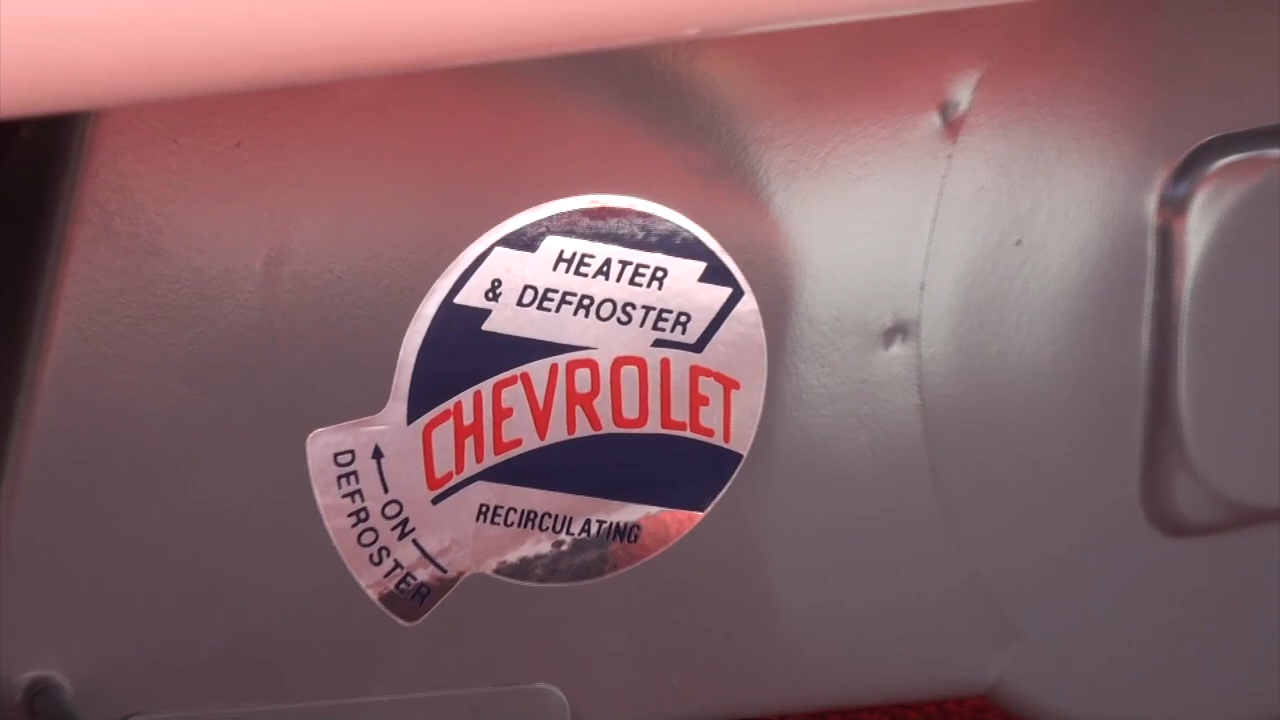 HEATER
& DEFROSTER
CHEVROLET
RECIRCULATING
ON
DEFROSTER